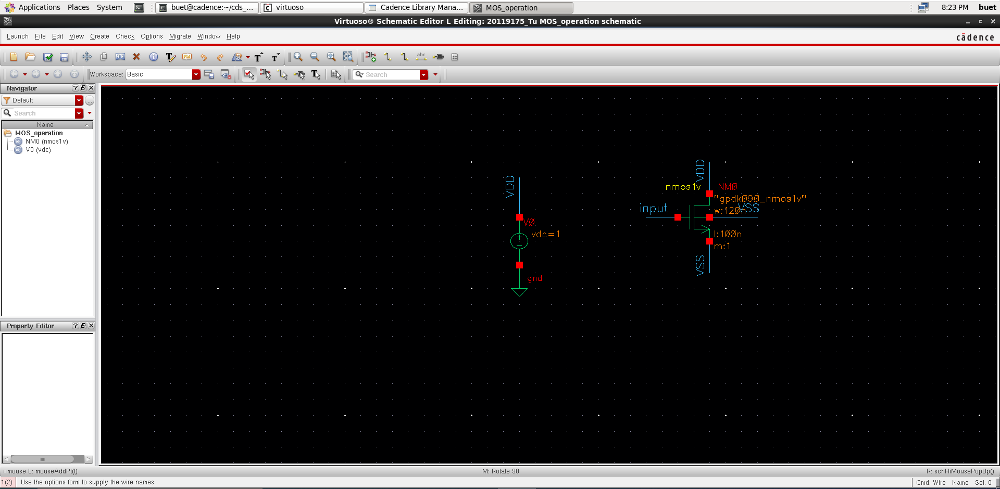 Applications Places System buet@cadence:~/cds_... virtuoso Cadence Library Mana... MOS_operation 8:23 PM buet
Virtuoso® Schematic Editor L Editing: 20119175_Tu MOS_operation schematic
Launch File Edit View Create Check Options Migrate Window Help cādence
abc
Workspace: Basic Search
Navigator
Default
Search
Name
MOS_operation
NM0 (nmos1v)
V0 (vdc)
Property Editor
VDD
V0
vdc=1
gnd
VDD
nmos1v NM0
"gpdk090_nmos1v"
input w:120n VSS
l:100n
m:1
VSS
mouse L: mouseAddPt(t) M: Rotate 90 R: schHiMousePopUp()
1(2) Use the options form to supply the wire names. Cmd: Wire Name Sel: 0